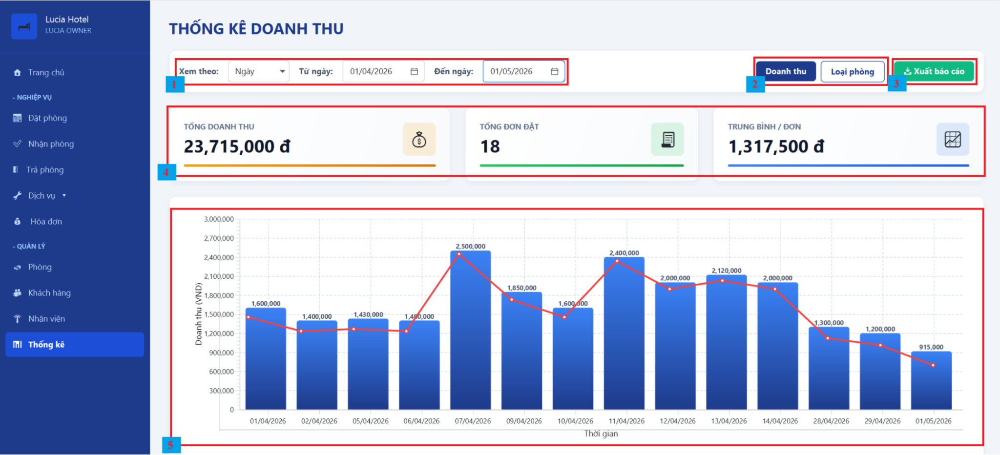 Lucia Hotel
LUCIA OWNER
Trang chủ
- NGHIỆP VỤ
Đặt phòng
Nhận phòng
Trả phòng
Dịch vụ
Hóa đơn
- QUẢN LÝ
Phòng
Khách hàng
Nhân viên
Thống kê
THỐNG KÊ DOANH THU
Xem theo: Ngày Từ ngày: 01/04/2026 Đến ngày: 01/05/2026
1
Doanh thu Loại phòng
2
Xuất báo cáo
3
TỔNG DOANH THU
23,715,000 đ
TỔNG ĐƠN ĐẶT
18
TRUNG BÌNH / ĐƠN
1,317,500 đ
4
Doanh thu (VND)
3,000,000
2,700,000
2,400,000
2,100,000
1,800,000
1,500,000
1,200,000
900,000
600,000
300,000
0
1,600,000
1,400,000
1,430,000
1,400,000
2,500,000
1,850,000
1,600,000
2,400,000
2,000,000
2,120,000
2,000,000
1,300,000
1,200,000
915,000
01/04/2026 02/04/2026 05/04/2026 06/04/2026 07/04/2026 09/04/2026 10/04/2026 11/04/2026 12/04/2026 13/04/2026 14/04/2026 28/04/2026 29/04/2026 01/05/2026
Thời gian
5